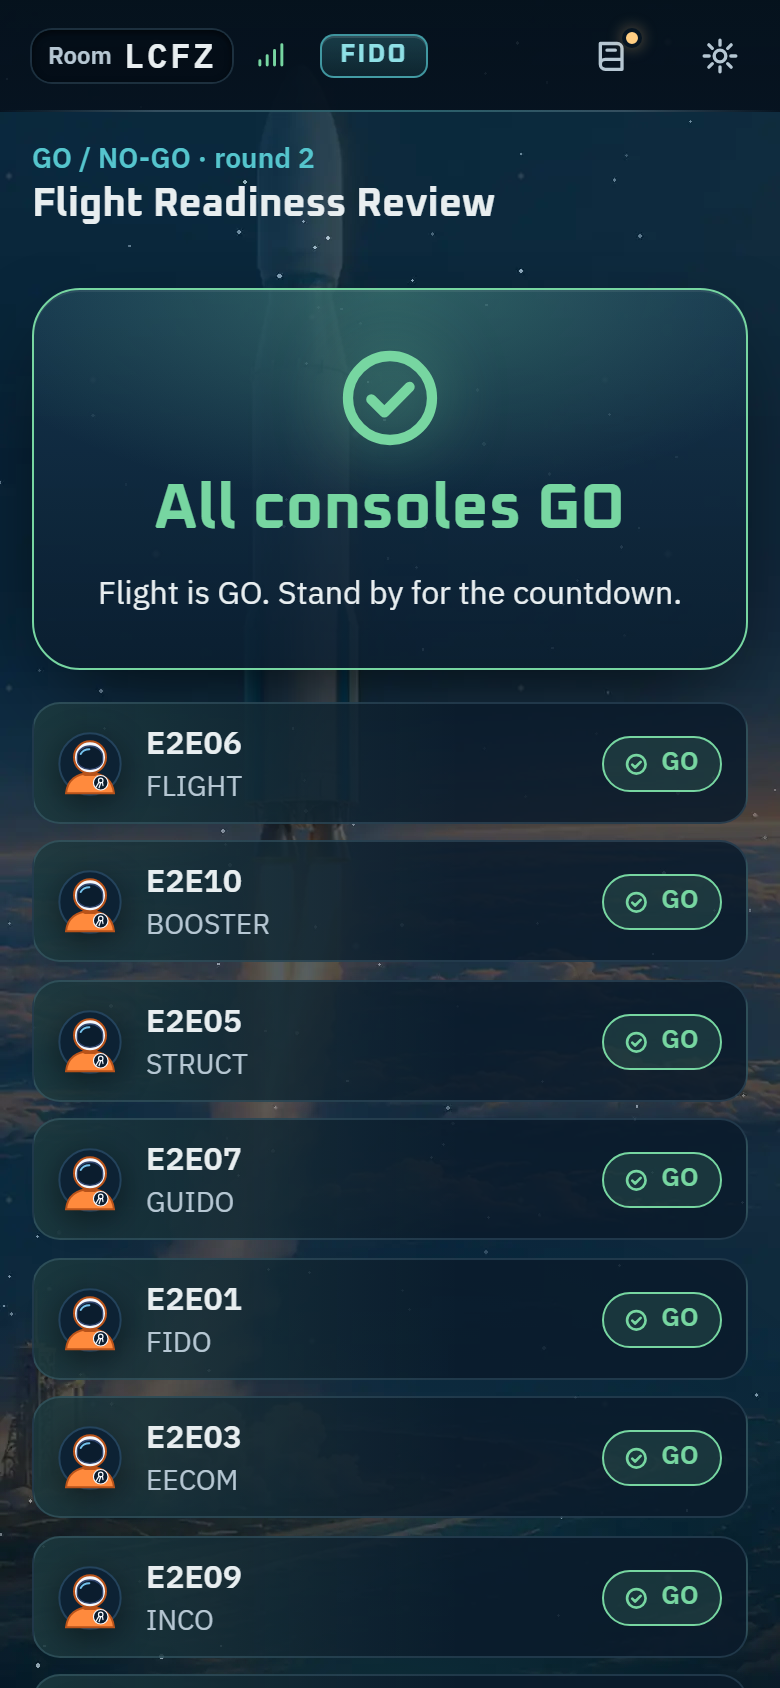 Room LCFZ FIDO
GO / NO-GO · round 2
Flight Readiness Review
All consoles GO
Flight is GO. Stand by for the countdown.
E2E06
FLIGHT
GO
E2E10
BOOSTER
GO
E2E05
STRUCT
GO
E2E07
GUIDO
GO
E2E01
FIDO
GO
E2E03
EECOM
GO
E2E09
INCO
GO